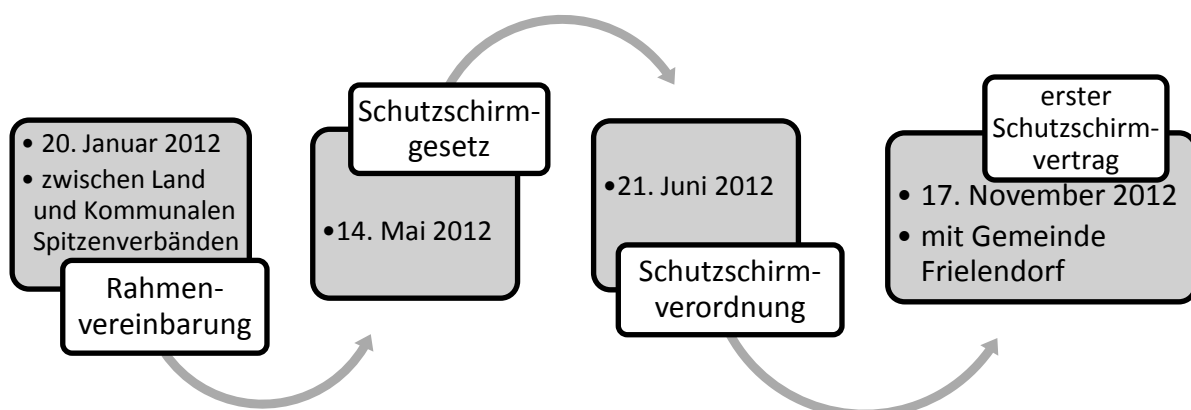 • 20. Januar 2012
• zwischen Land
und Kommunalen
Spitzenverbänden
Rahmen-
vereinbarung
Schutzschirm-
gesetz
•14. Mai 2012
•21. Juni 2012
Schutzschirm-
verordnung
erster
Schutzschirm-
vertrag
• 17. November 2012
• mit Gemeinde
Frielendorf